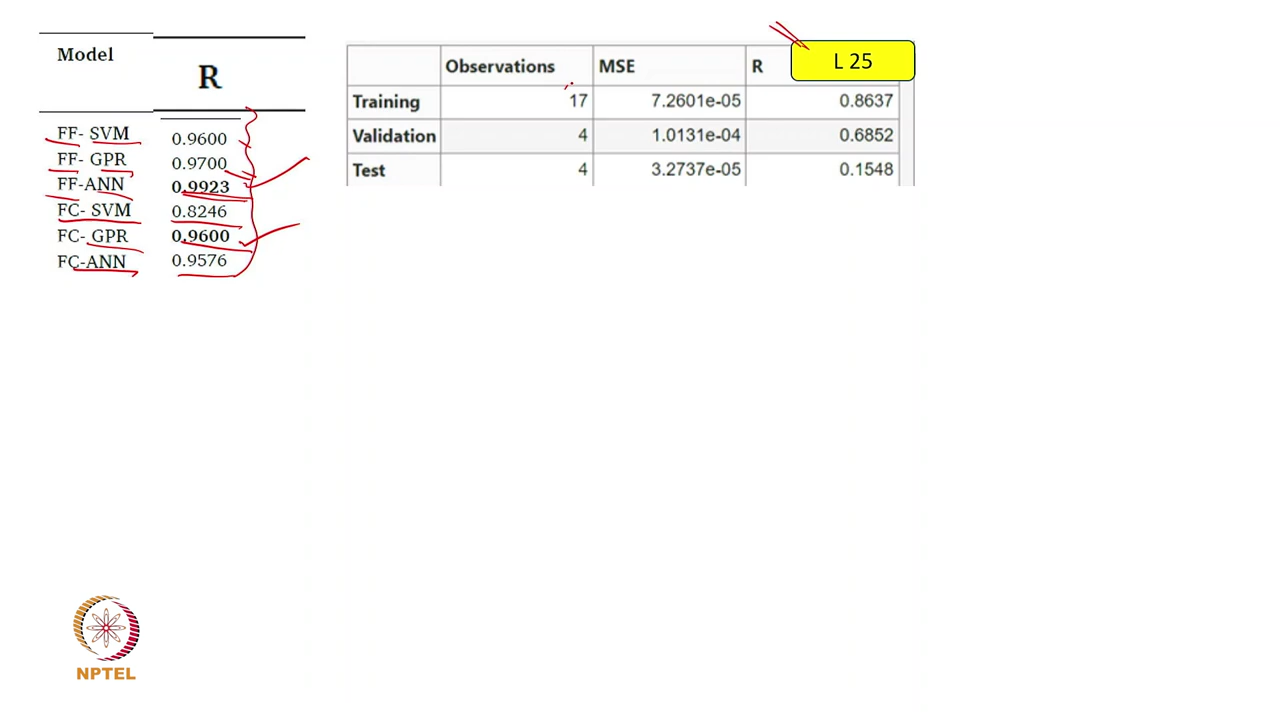 Model R
FF- SVM 0.9600
FF- GPR 0.9700
FF-ANN 0.9923
FC- SVM 0.8246
FC- GPR 0.9600
FC-ANN 0.9576
Observations MSE R
Training 17 7.2601e-05 0.8637
Validation 4 1.0131e-04 0.6852
Test 4 3.2737e-05 0.1548
L 25
NPTEL